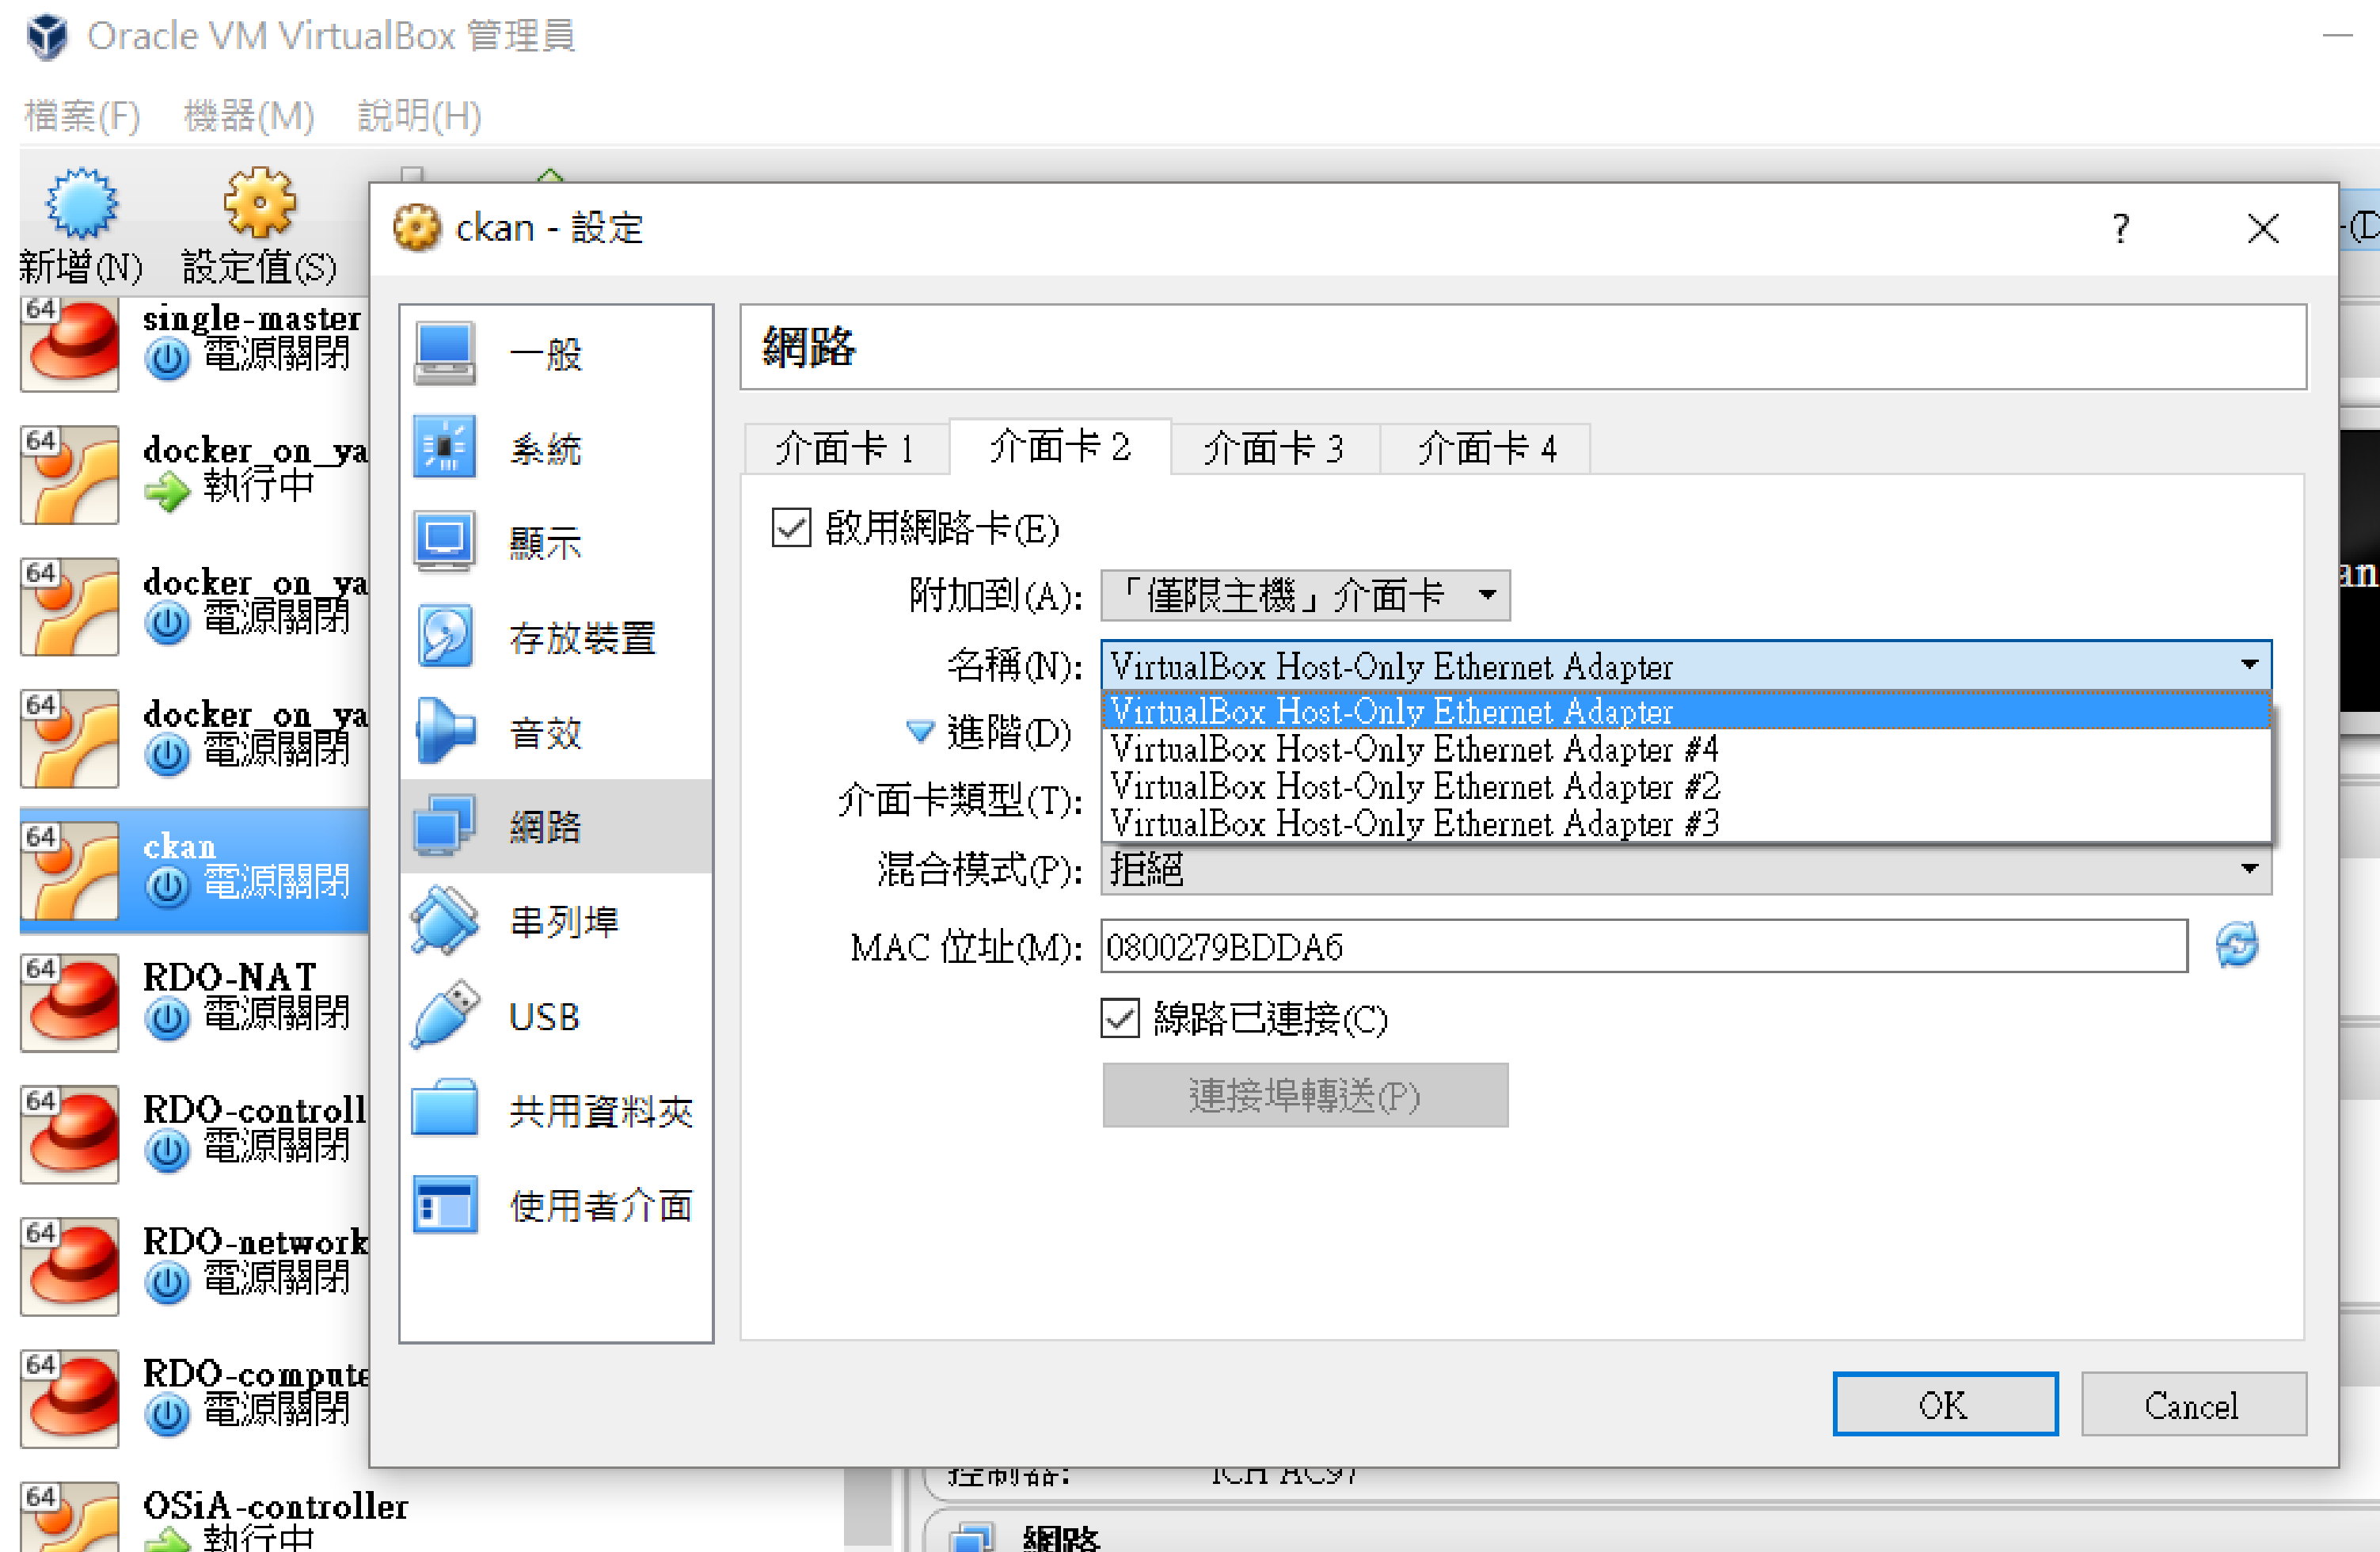 Oracle VM VirtualBox 管理員
檔案(F) 機器(M) 說明(H)
新增(N) 設定值(S)
64 single-master
電源關閉
64 docker_on_ya
執行中
64 docker_on_ya
電源關閉
64 docker_on_ya
電源關閉
64 ckan
電源關閉
64 RDO-NAT
電源關閉
64 RDO-controll
電源關閉
64 RDO-network
電源關閉
64 RDO-compute
電源關閉
64 OSiA-controller
執行中
ckan - 設定
?
一般
系統
顯示
存放裝置
音效
網路
串列埠
USB
共用資料夾
使用者介面
網路
介面卡 1 介面卡 2 介面卡 3 介面卡 4
啟用網路卡(E)
附加到(A): 「僅限主機」介面卡
名稱(N): VirtualBox Host-Only Ethernet Adapter
VirtualBox Host-Only Ethernet Adapter
進階(D)
VirtualBox Host-Only Ethernet Adapter #4
VirtualBox Host-Only Ethernet Adapter #2
介面卡類型(T):
VirtualBox Host-Only Ethernet Adapter #3
混合模式(P): 拒絕
MAC 位址(M): 0800279BDDA6
線路已連接(C)
連接埠轉送(P)
OK Cancel
控制器: ICH AC97
網路
an